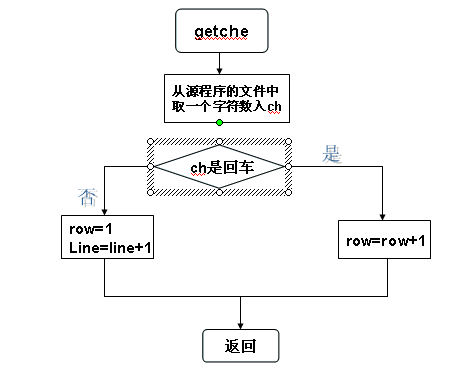 getche
从源程序的文件中
取一个字符数入ch
ch是回车
是
否
row=1
Line=line+1
row=row+1
返回